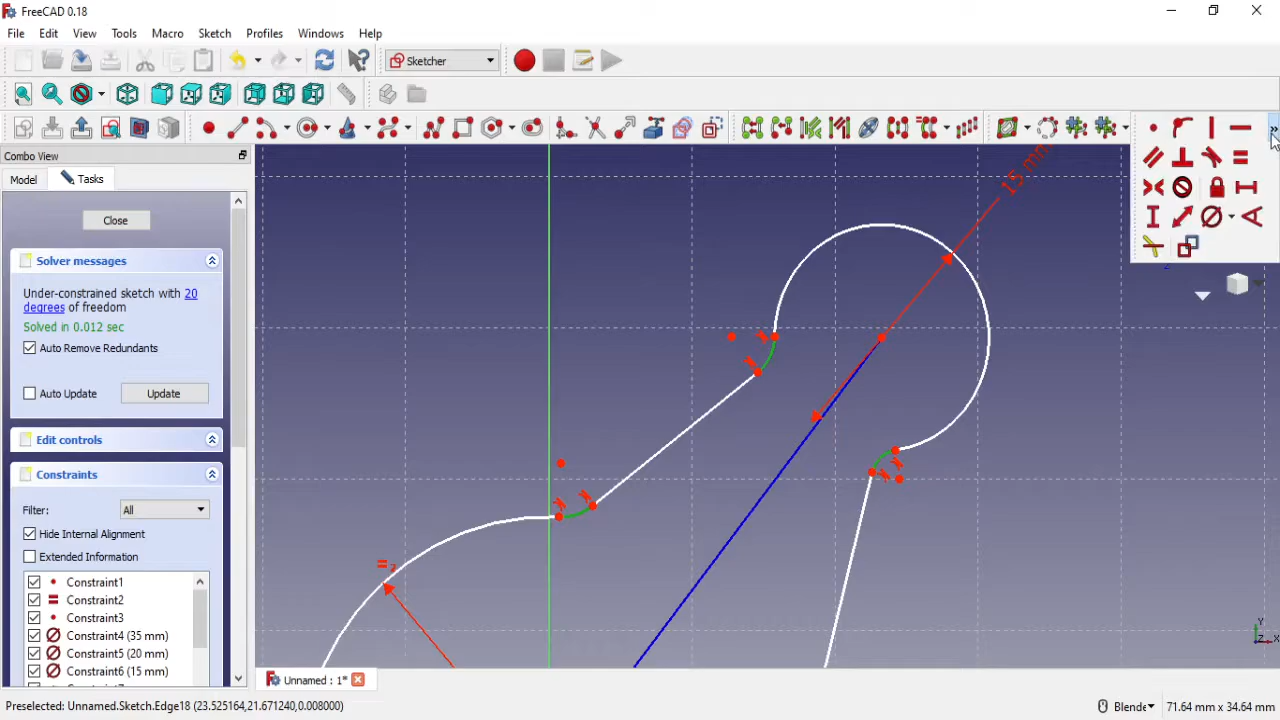 FreeCAD 0.18
File Edit View Tools Macro Sketch Profiles Windows Help
Sketcher
Combo View
Model Tasks
Close
Solver messages
Under-constrained sketch with 20
degrees of freedom
Solved in 0.012 sec
Auto Remove Redundants
Auto Update Update
Edit controls
Constraints
Filter: All
Hide Internal Alignment
Extended Information
Constraint1
Constraint2
Constraint3
Constraint4 (35 mm)
Constraint5 (20 mm)
Constraint6 (15 mm)
15 mm
Unnamed : 1*
Preselected: Unnamed.Sketch.Edge18 (23.525164,21.671240,0.008000)
Blende 71.64 mm x 34.64 mm